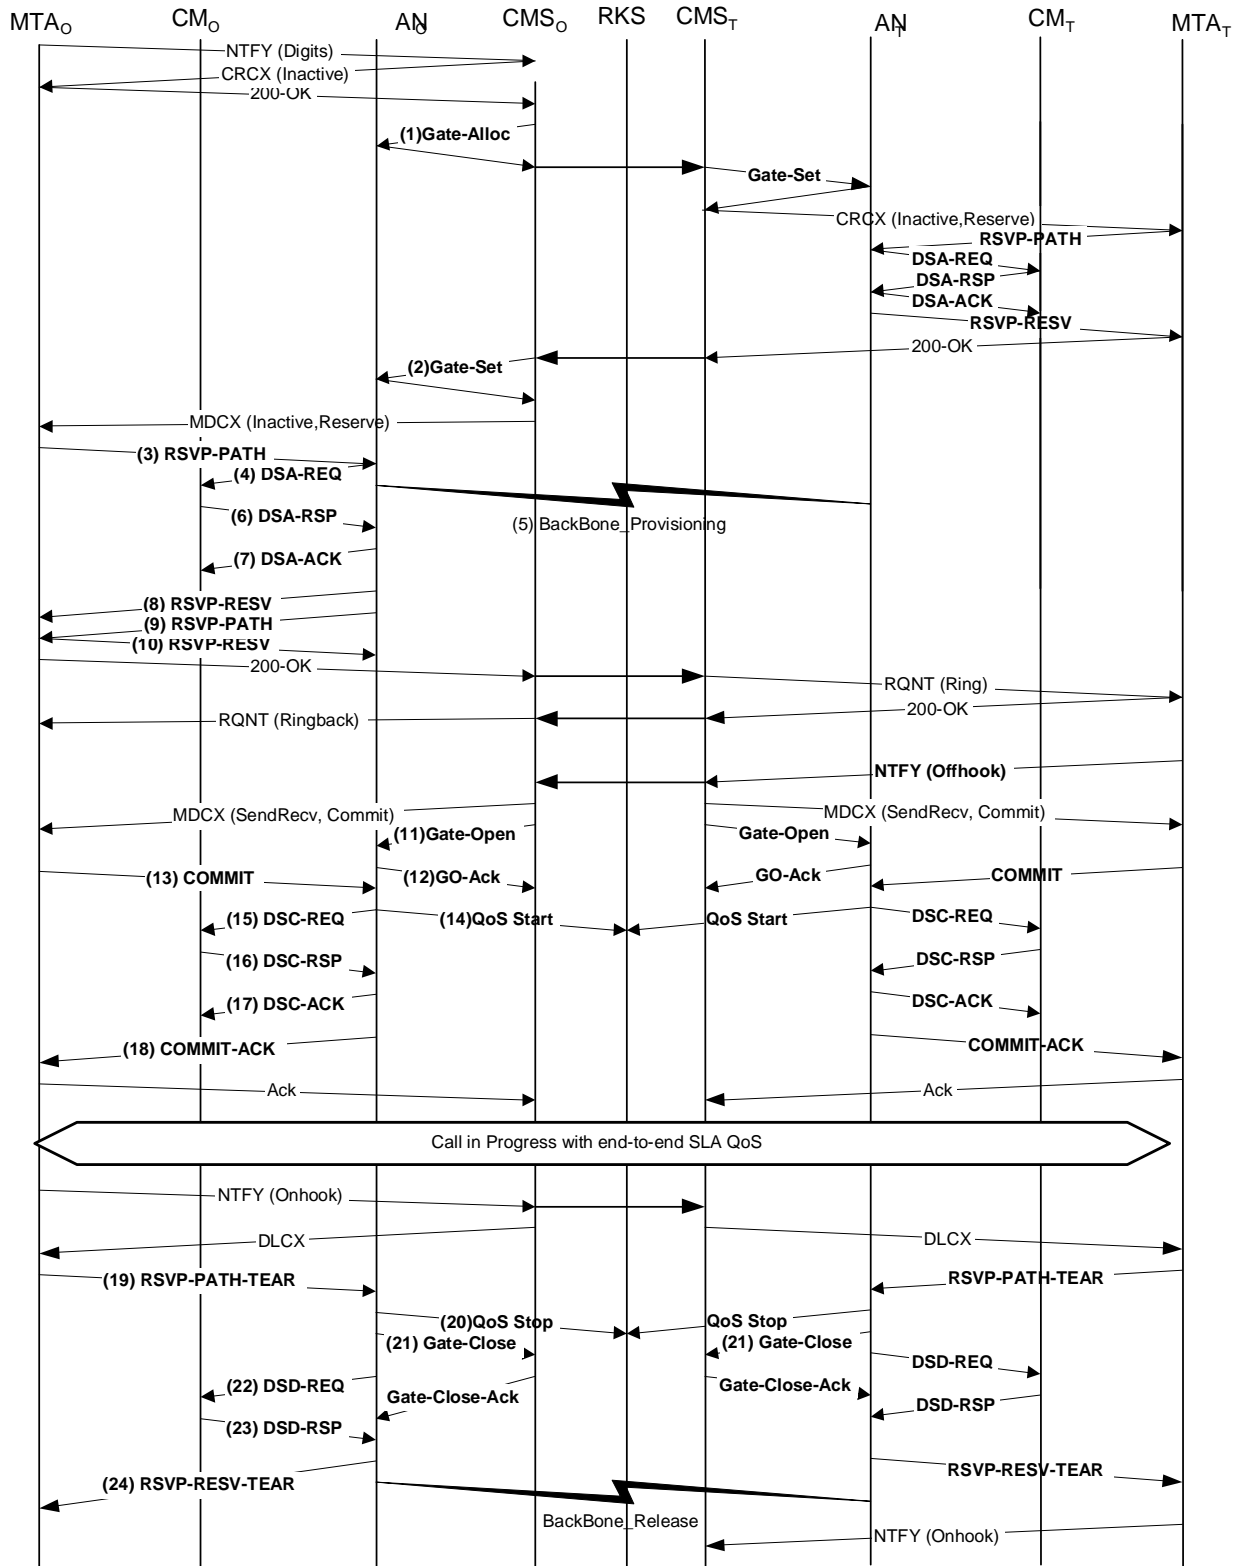 MTAO CMO ANO CMSO RKS CMST ANT CMT MTAT
NTFY (Digits)
CRCX (Inactive)
200-OK
(1)Gate-Alloc
Gate-Set
CRCX (Inactive,Reserve)
RSVP-PATH
DSA-REQ
DSA-RSP
DSA-ACK
RSVP-RESV
200-OK
(2)Gate-Set
MDCX (Inactive,Reserve)
(3) RSVP-PATH
(4) DSA-REQ
(5) BackBone_Provisioning
(6) DSA-RSP
(7) DSA-ACK
(8) RSVP-RESV
(9) RSVP-PATH
(10) RSVP-RESV
200-OK
RQNT (Ring)
200-OK
RQNT (Ringback)
NTFY (Offhook)
MDCX (SendRecv, Commit) MDCX (SendRecv, Commit)
(11)Gate-Open Gate-Open
(13) COMMIT (12)GO-Ack GO-Ack COMMIT
(15) DSC-REQ (14)QoS Start QoS Start DSC-REQ
(16) DSC-RSP DSC-RSP
(17) DSC-ACK DSC-ACK
(18) COMMIT-ACK COMMIT-ACK
Ack Ack
Call in Progress with end-to-end SLA QoS
NTFY (Onhook)
DLCX DLCX
(19) RSVP-PATH-TEAR RSVP-PATH-TEAR
(20)QoS Stop QoS Stop
(21) Gate-Close (21) Gate-Close
DSD-REQ
(22) DSD-REQ Gate-Close-Ack Gate-Close-Ack
DSD-RSP
(23) DSD-RSP
(24) RSVP-RESV-TEAR RSVP-RESV-TEAR
BackBone_Release
NTFY (Onhook)